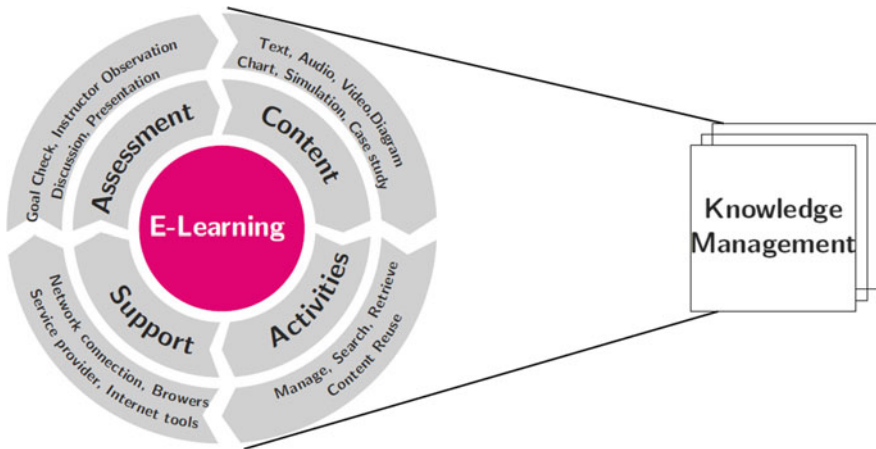 Goal Check, Instructor Observation
Discussion, Presentation
Assessment
Text, Audio, Video,Diagram
Chart, Simulation, Case study
Content
E-Learning
Support
Network connection, Browers
Service provider, Internet tools
Activities
Manage, Search, Retrieve
Content Reuse
Knowledge
Management